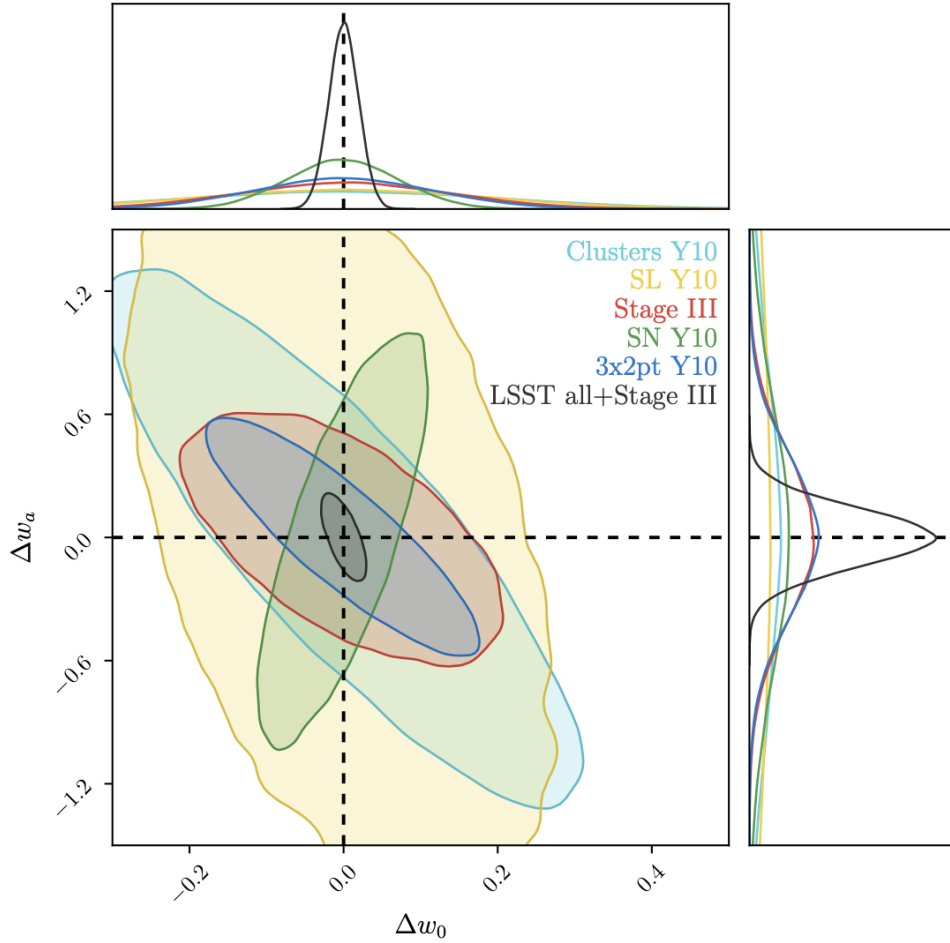 Clusters Y10
SL Y10
Stage III
SN Y10
3x2pt Y10
LSST all+Stage III
1.2
0.6
0.0
−0.6
−1.2
Δw_a
−0.2
0.0
0.2
0.4
Δw_0